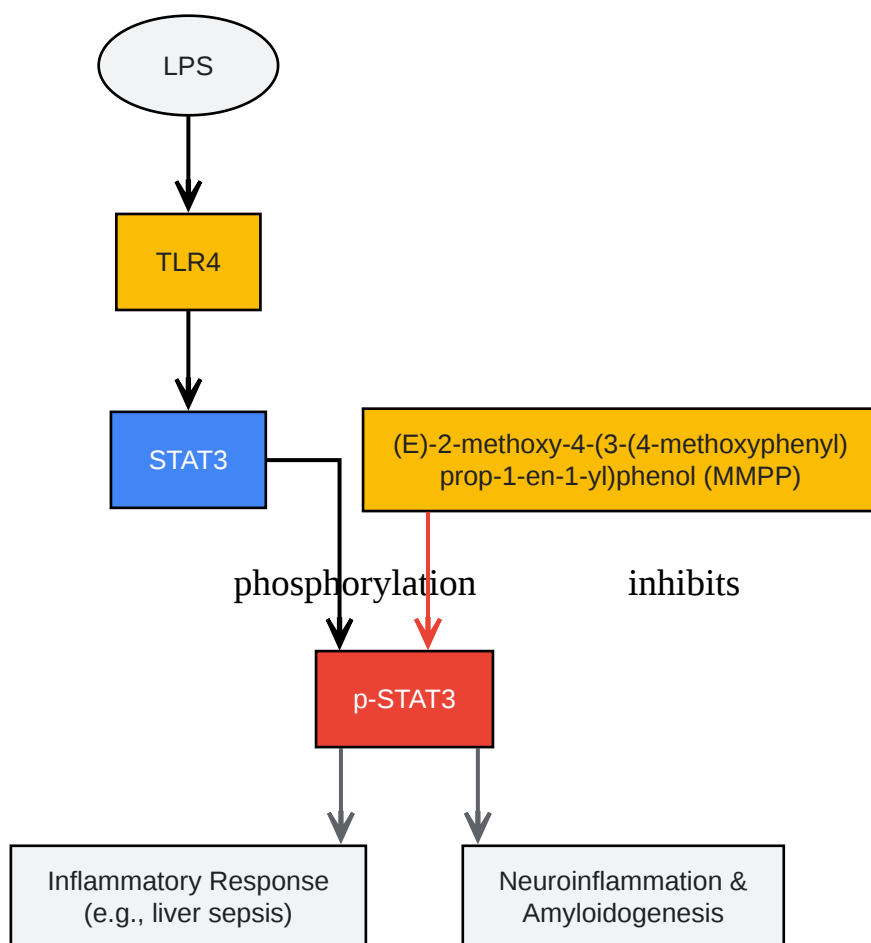 LPS
TLR4
STAT3
(E)-2-methoxy-4-(3-(4-methoxyphenyl)
prop-1-en-1-yl)phenol (MMPP)
phosphorylation
inhibits
p-STAT3
Inflammatory Response
(e.g., liver sepsis)
Neuroinflammation &
Amyloidogenesis